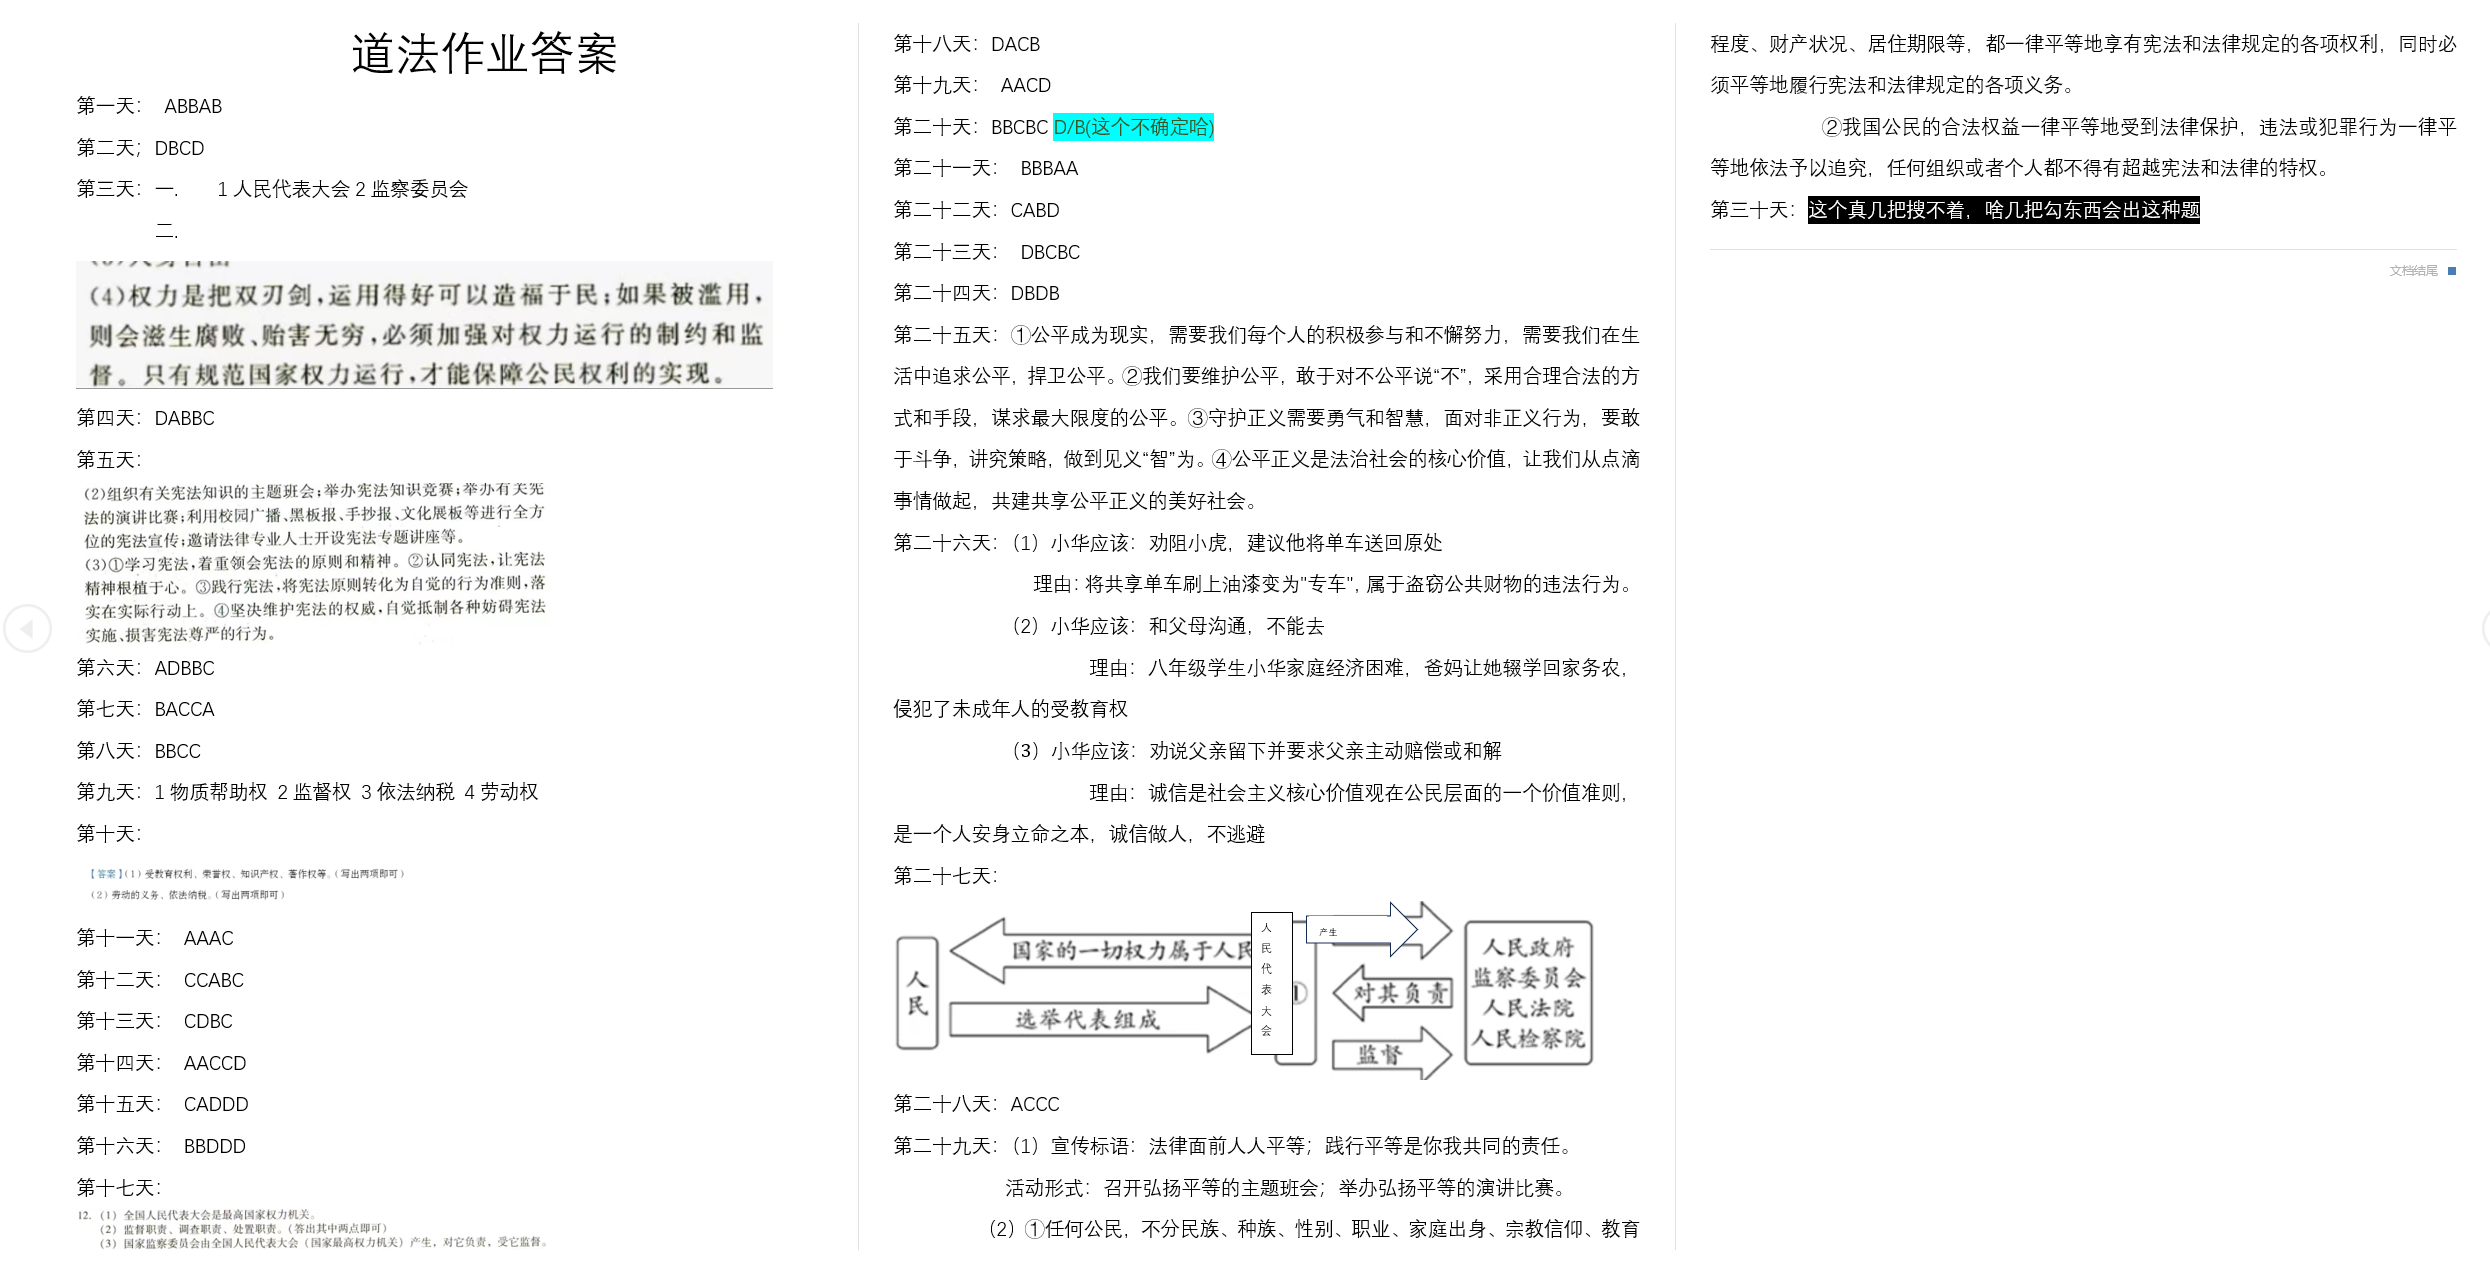 道法作业答案
第一天： ABBAB
第二天；DBCD
第三天：一. 1 人民代表大会 2 监察委员会
二.
(4)权力是把双刃剑,运用得好可以造福于民;如果被滥用,
则会滋生腐败、贻害无穷,必须加强对权力运行的制约和监
督。只有规范国家权力运行,才能保障公民权利的实现。
第四天：DABBC
第五天：
(2)组织有关宪法知识的主题班会;举办宪法知识竞赛;举办有关宪
法的演讲比赛;利用校园广播、黑板报、手抄报、文化展板等进行全方
位的宪法宣传;邀请法律专业人士开设宪法专题讲座等。
(3)①学习宪法,着重领会宪法的原则和精神。②认同宪法,让宪法
精神根植于心。③践行宪法,将宪法原则转化为自觉的行为准则,落
实在实际行动上。④坚决维护宪法的权威,自觉抵制各种妨碍宪法
实施、损害宪法尊严的行为。
第六天：ADBBC
第七天：BACCA
第八天：BBCC
第九天：1 物质帮助权 2 监督权 3 依法纳税 4 劳动权
第十天：
【答案】(1)受教育权利、荣誉权、知识产权、著作权等。(写出两项即可)
(2)劳动的义务、依法纳税。(写出两项即可)
第十一天： AAAC
第十二天： CCABC
第十三天： CDBC
第十四天： AACCD
第十五天： CADDD
第十六天： BBDDD
第十七天：
12. (1) 全国人民代表大会是最高国家权力机关。
(2) 监督职责、调查职责、处置职责。(答出其中两点即可)
(3) 国家监察委员会由全国人民代表大会（国家最高权力机关）产生，对它负责，受它监督。
第十八天：DACB
第十九天： AACD
第二十天：BBCBC D/B(这个不确定哈)
第二十一天： BBBAA
第二十二天：CABD
第二十三天： DBCBC
第二十四天：DBDB
第二十五天：①公平成为现实，需要我们每个人的积极参与和不懈努力，需要我们在生
活中追求公平，捍卫公平。②我们要维护公平，敢于对不公平说“不”，采用合理合法的方
式和手段，谋求最大限度的公平。③守护正义需要勇气和智慧，面对非正义行为，要敢
于斗争，讲究策略，做到见义“智”为。④公平正义是法治社会的核心价值，让我们从点滴
事情做起，共建共享公平正义的美好社会。
第二十六天：（1）小华应该：劝阻小虎，建议他将单车送回原处
理由：将共享单车刷上油漆变为"专车"，属于盗窃公共财物的违法行为。
（2）小华应该：和父母沟通，不能去
理由：八年级学生小华家庭经济困难，爸妈让她辍学回家务农，
侵犯了未成年人的受教育权
（3）小华应该：劝说父亲留下并要求父亲主动赔偿或和解
理由：诚信是社会主义核心价值观在公民层面的一个价值准则，
是一个人安身立命之本，诚信做人，不逃避
第二十七天：
人民
国家的一切权力属于人民
选举代表组成
人民代表大会
①
产生
对其负责
监督
人民政府
监察委员会
人民法院
人民检察院
第二十八天：ACCC
第二十九天：（1）宣传标语：法律面前人人平等；践行平等是你我共同的责任。
活动形式：召开弘扬平等的主题班会；举办弘扬平等的演讲比赛。
（2）①任何公民，不分民族、种族、性别、职业、家庭出身、宗教信仰、教育
程度、财产状况、居住期限等，都一律平等地享有宪法和法律规定的各项权利，同时必
须平等地履行宪法和法律规定的各项义务。
②我国公民的合法权益一律平等地受到法律保护，违法或犯罪行为一律平
等地依法予以追究，任何组织或者个人都不得有超越宪法和法律的特权。
第三十天：这个真几把搜不着，啥几把勾东西会出这种题
文档结尾